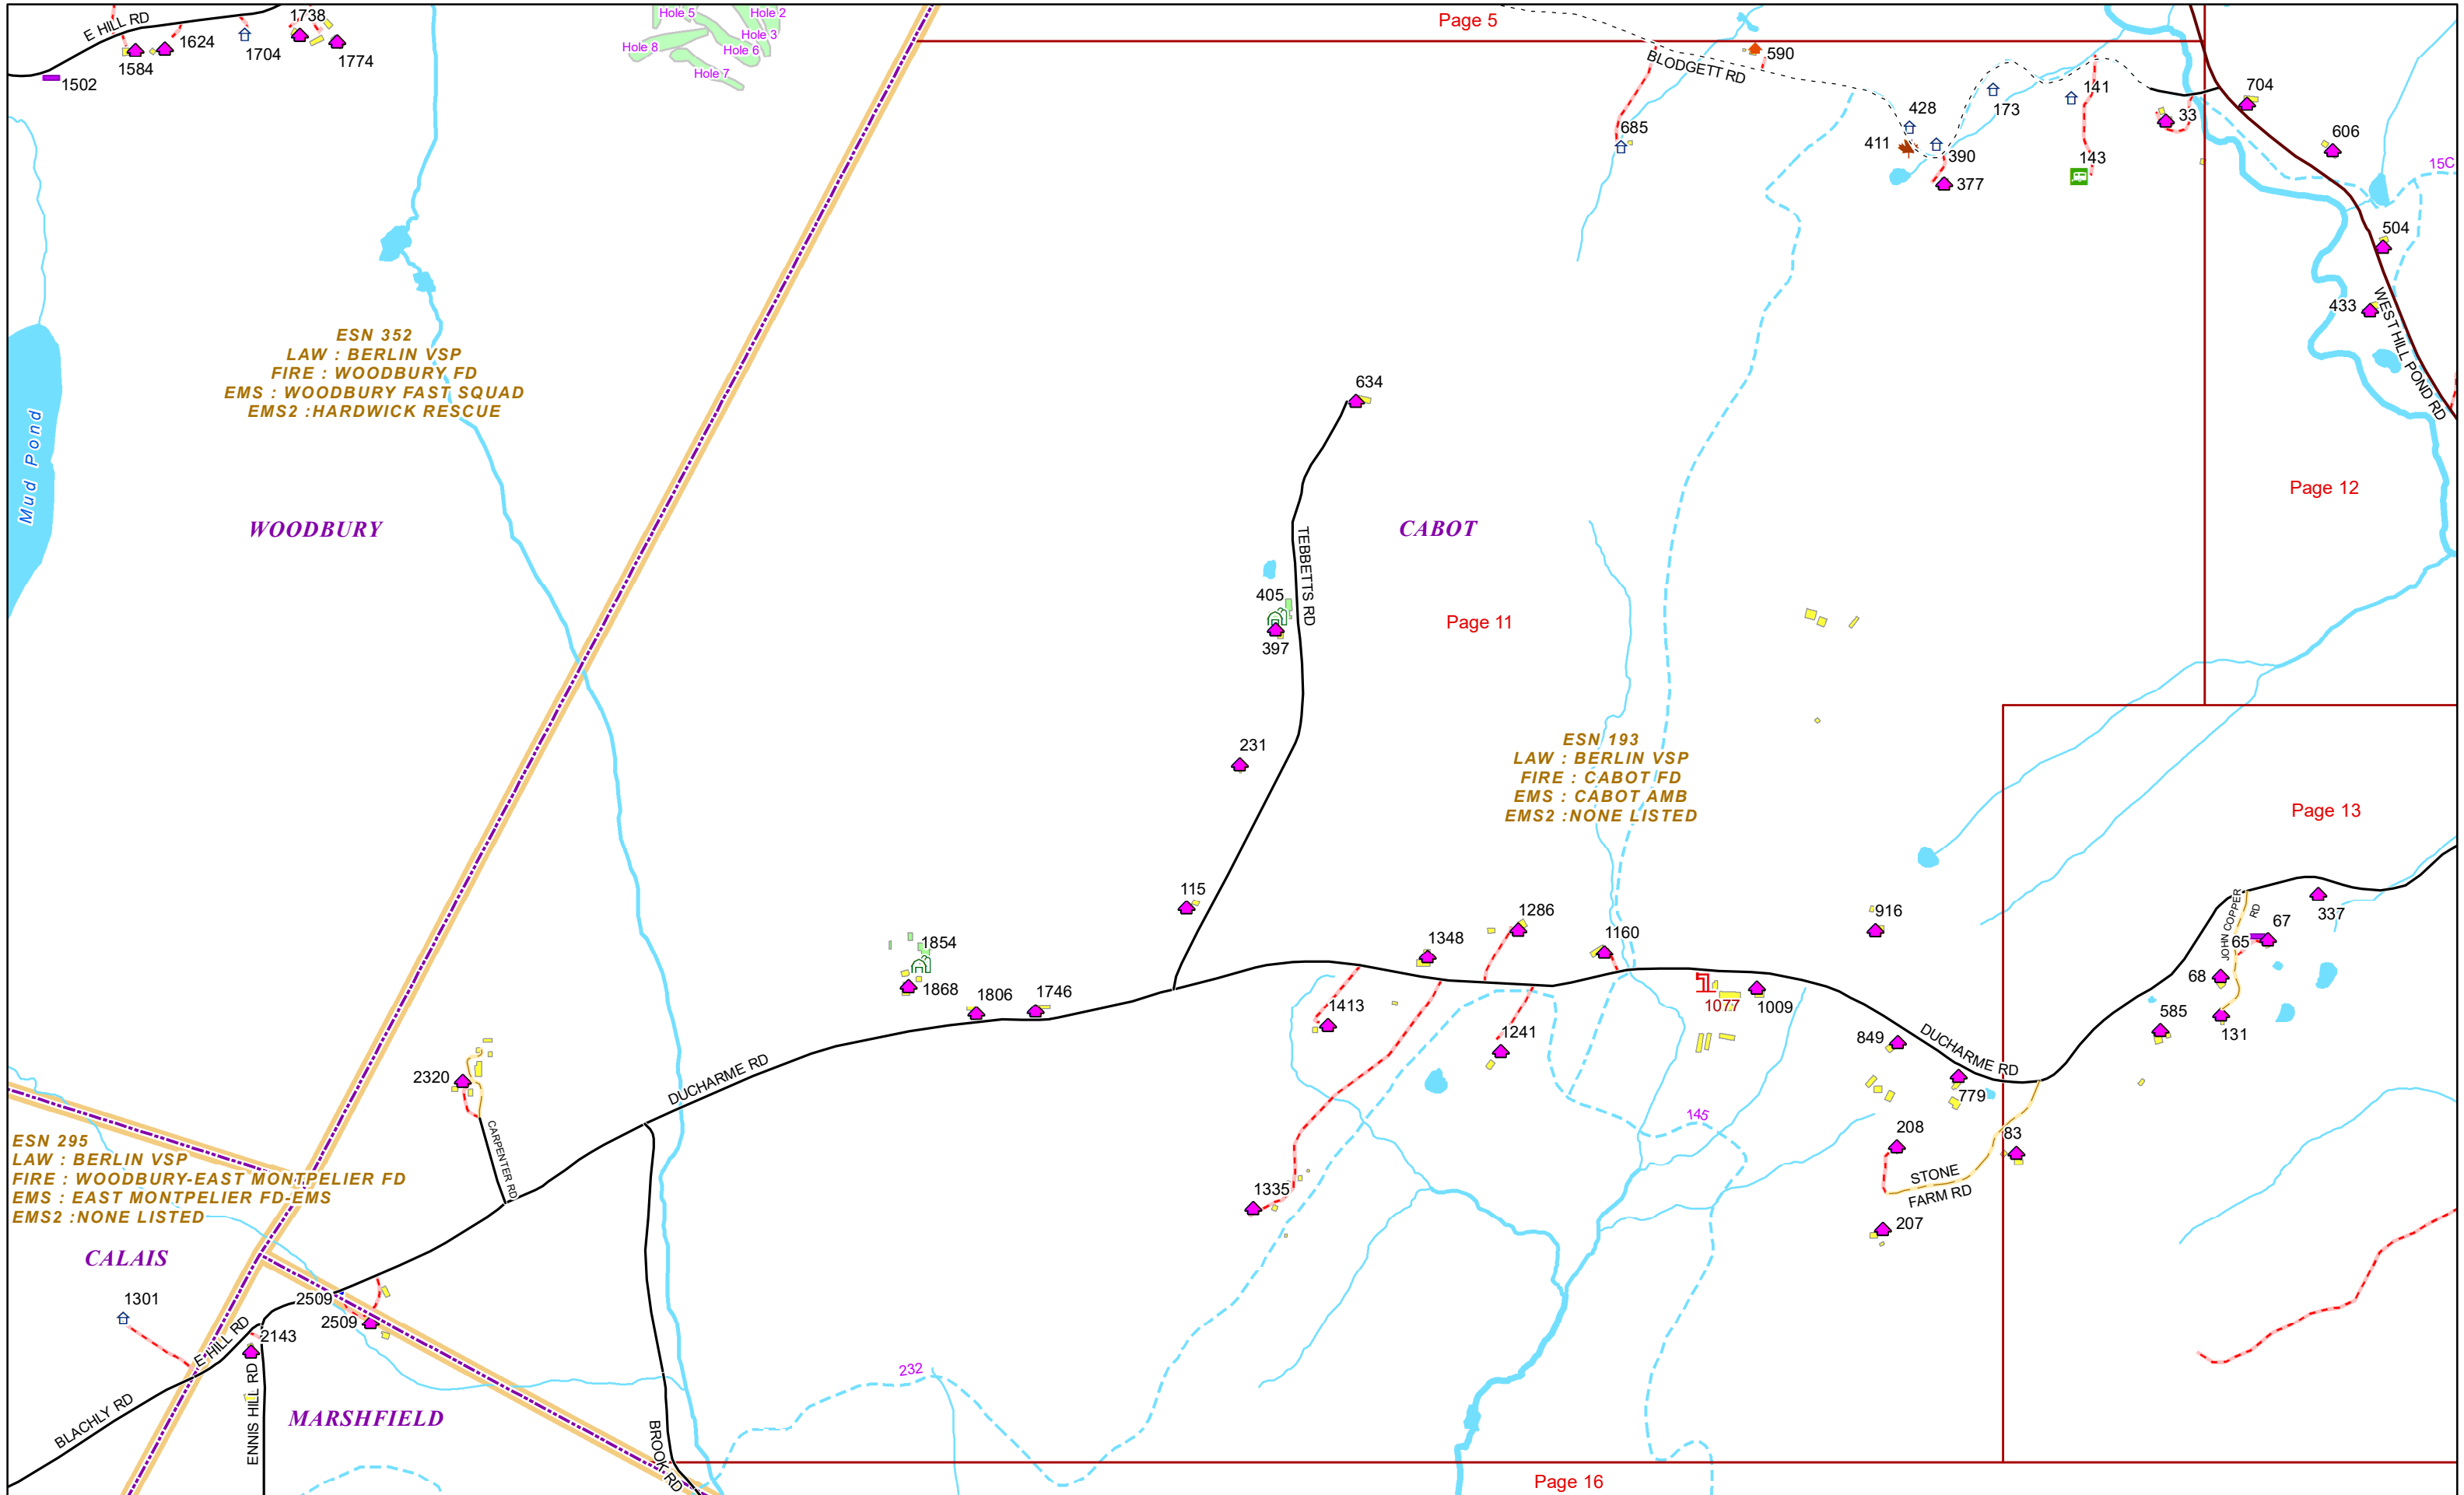 Page 5
E HILL RD
1738
1624
1584
1704
1774
1502
Hole 5
Hole 2
Hole 3
Hole 8
Hole 6
Hole 7
590
BLODGETT RD
685
428
411
390
377
173
141
143
33
704
606
15C
504
433
WEST HILL POND RD
Mud Pond
ESN 352
LAW : BERLIN VSP
FIRE : WOODBURY FD
EMS : WOODBURY FAST SQUAD
EMS2 :HARDWICK RESCUE
WOODBURY
634
CABOT
Page 12
TEBBETTS RD
405
397
Page 11
231
ESN 193
LAW : BERLIN VSP
FIRE : CABOT FD
EMS : CABOT AMB
EMS2 :NONE LISTED
Page 13
115
1854
1868
1806
1746
1348
1286
1160
916
1413
1241
1077
1009
849
DUCHARME RD
779
JOHN COPPER
RD
67
65
68
337
585
131
2320
CARPENTER RD
DUCHARME RD
145
208
83
STONE
FARM RD
207
1335
ESN 295
LAW : BERLIN VSP
FIRE : WOODBURY-EAST MONTPELIER FD
EMS : EAST MONTPELIER FD-EMS
EMS2 :NONE LISTED
CALAIS
1301
2509
2509
2143
E HILL RD
BLACHLY RD
ENNIS HILL RD
MARSHFIELD
BROOK RD
232
Page 16